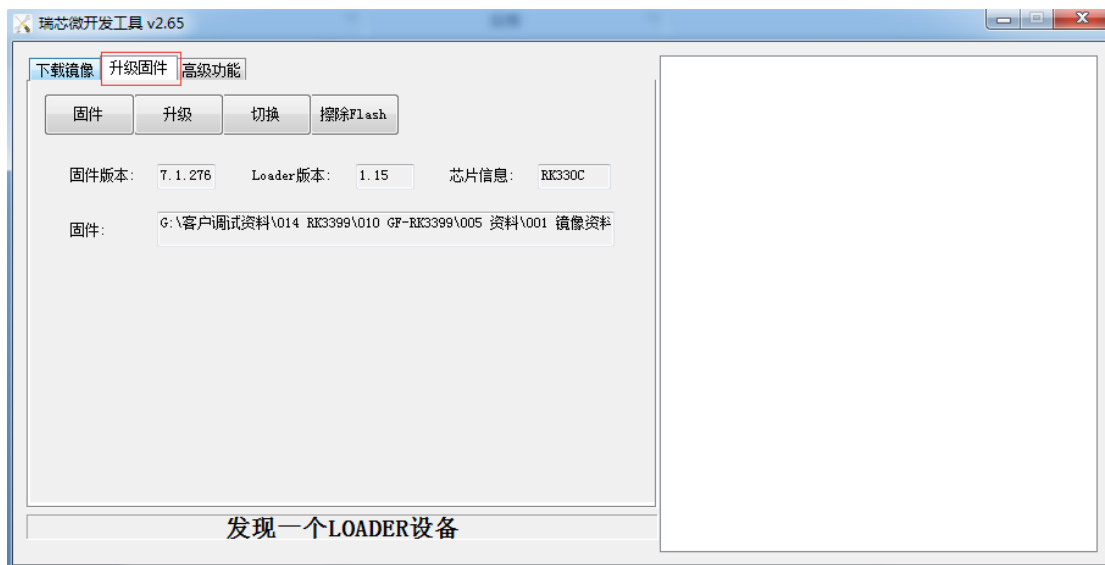 瑞芯微开发工具 v2.65
下载镜像 升级固件 高级功能
固件 升级 切换 擦除Flash
固件版本: 7.1.276 Loader版本: 1.15 芯片信息: RK330C
固件: G:\客户调试资料\014 RK3399\010 GF-RK3399\005 资料\001 镜像资料
发现一个LOADER设备